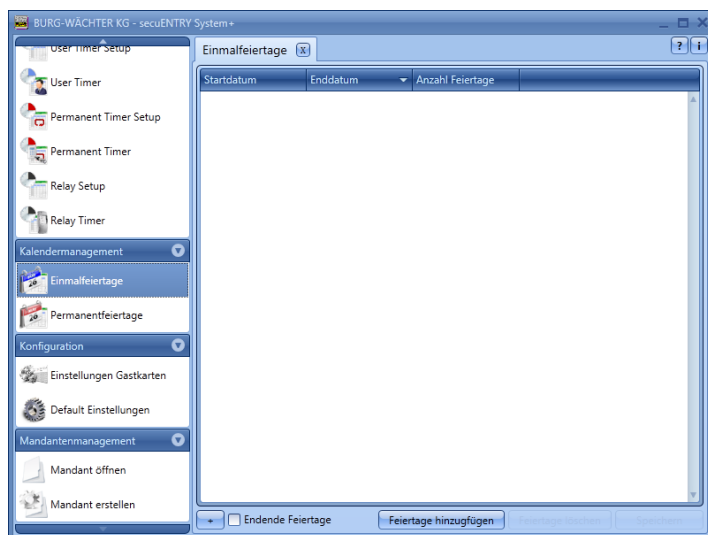 BURG-WÄCHTER KG - secuENTRY System+
User Timer Setup
User Timer
Permanent Timer Setup
Permanent Timer
Relay Setup
Relay Timer
Kalendermanagement
Einmalfeiertage
Permanentfeiertage
Konfiguration
Einstellungen Gastkarten
Default Einstellungen
Mandantenmanagement
Mandant öffnen
Mandant erstellen
Einmalfeiertage x
? i
Startdatum Enddatum Anzahl Feiertage
+ Endende Feiertage Feiertage hinzufügen Feiertage löschen Speichern